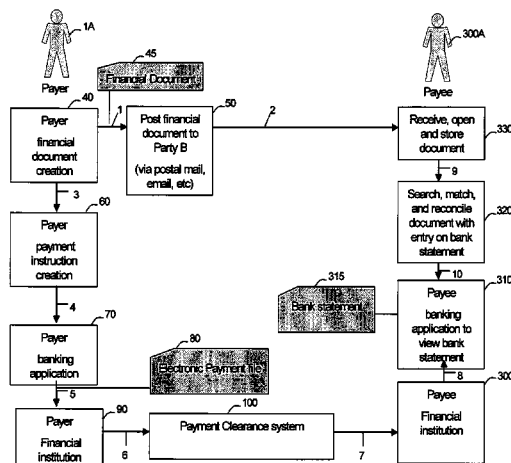 1A
300A
Payer
Payee
45
Financial Document
40
1
50
2
Payer
financial
document
creation
Post financial
document to
Party B
(via postal mail,
email, etc)
Receive, open
and store
document
330
3
60
9
Payer
payment
instruction
creation
Search, match,
and reconcile
document with
entry on bank
statement
320
4
70
315
Bank statement
10
310
Payer
banking
application
80
Electronic Payment file
Payee
banking
application to
view bank
statement
5
8
300
90
100
Payer
Financial
institution
6
Payment Clearance system
7
Payee
Financial
institution